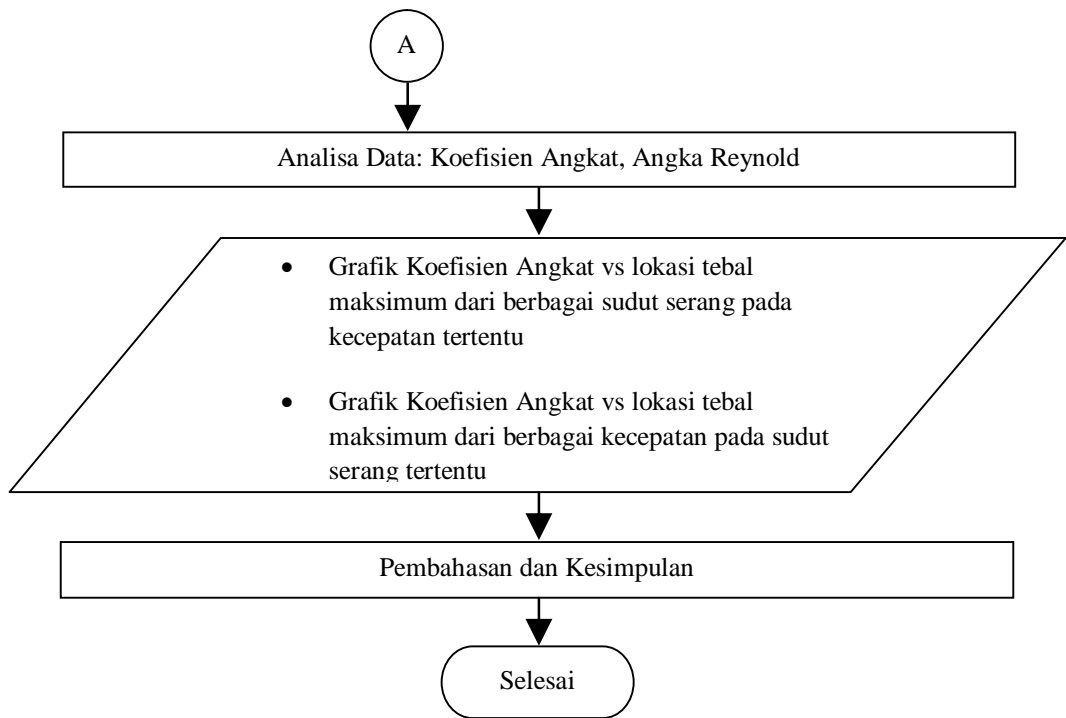 A
Analisa Data: Koefisien Angkat, Angka Reynold
• Grafik Koefisien Angkat vs lokasi tebal
maksimum dari berbagai sudut serang pada
kecepatan tertentu
• Grafik Koefisien Angkat vs lokasi tebal
maksimum dari berbagai kecepatan pada sudut
serang tertentu
Pembahasan dan Kesimpulan
Selesai